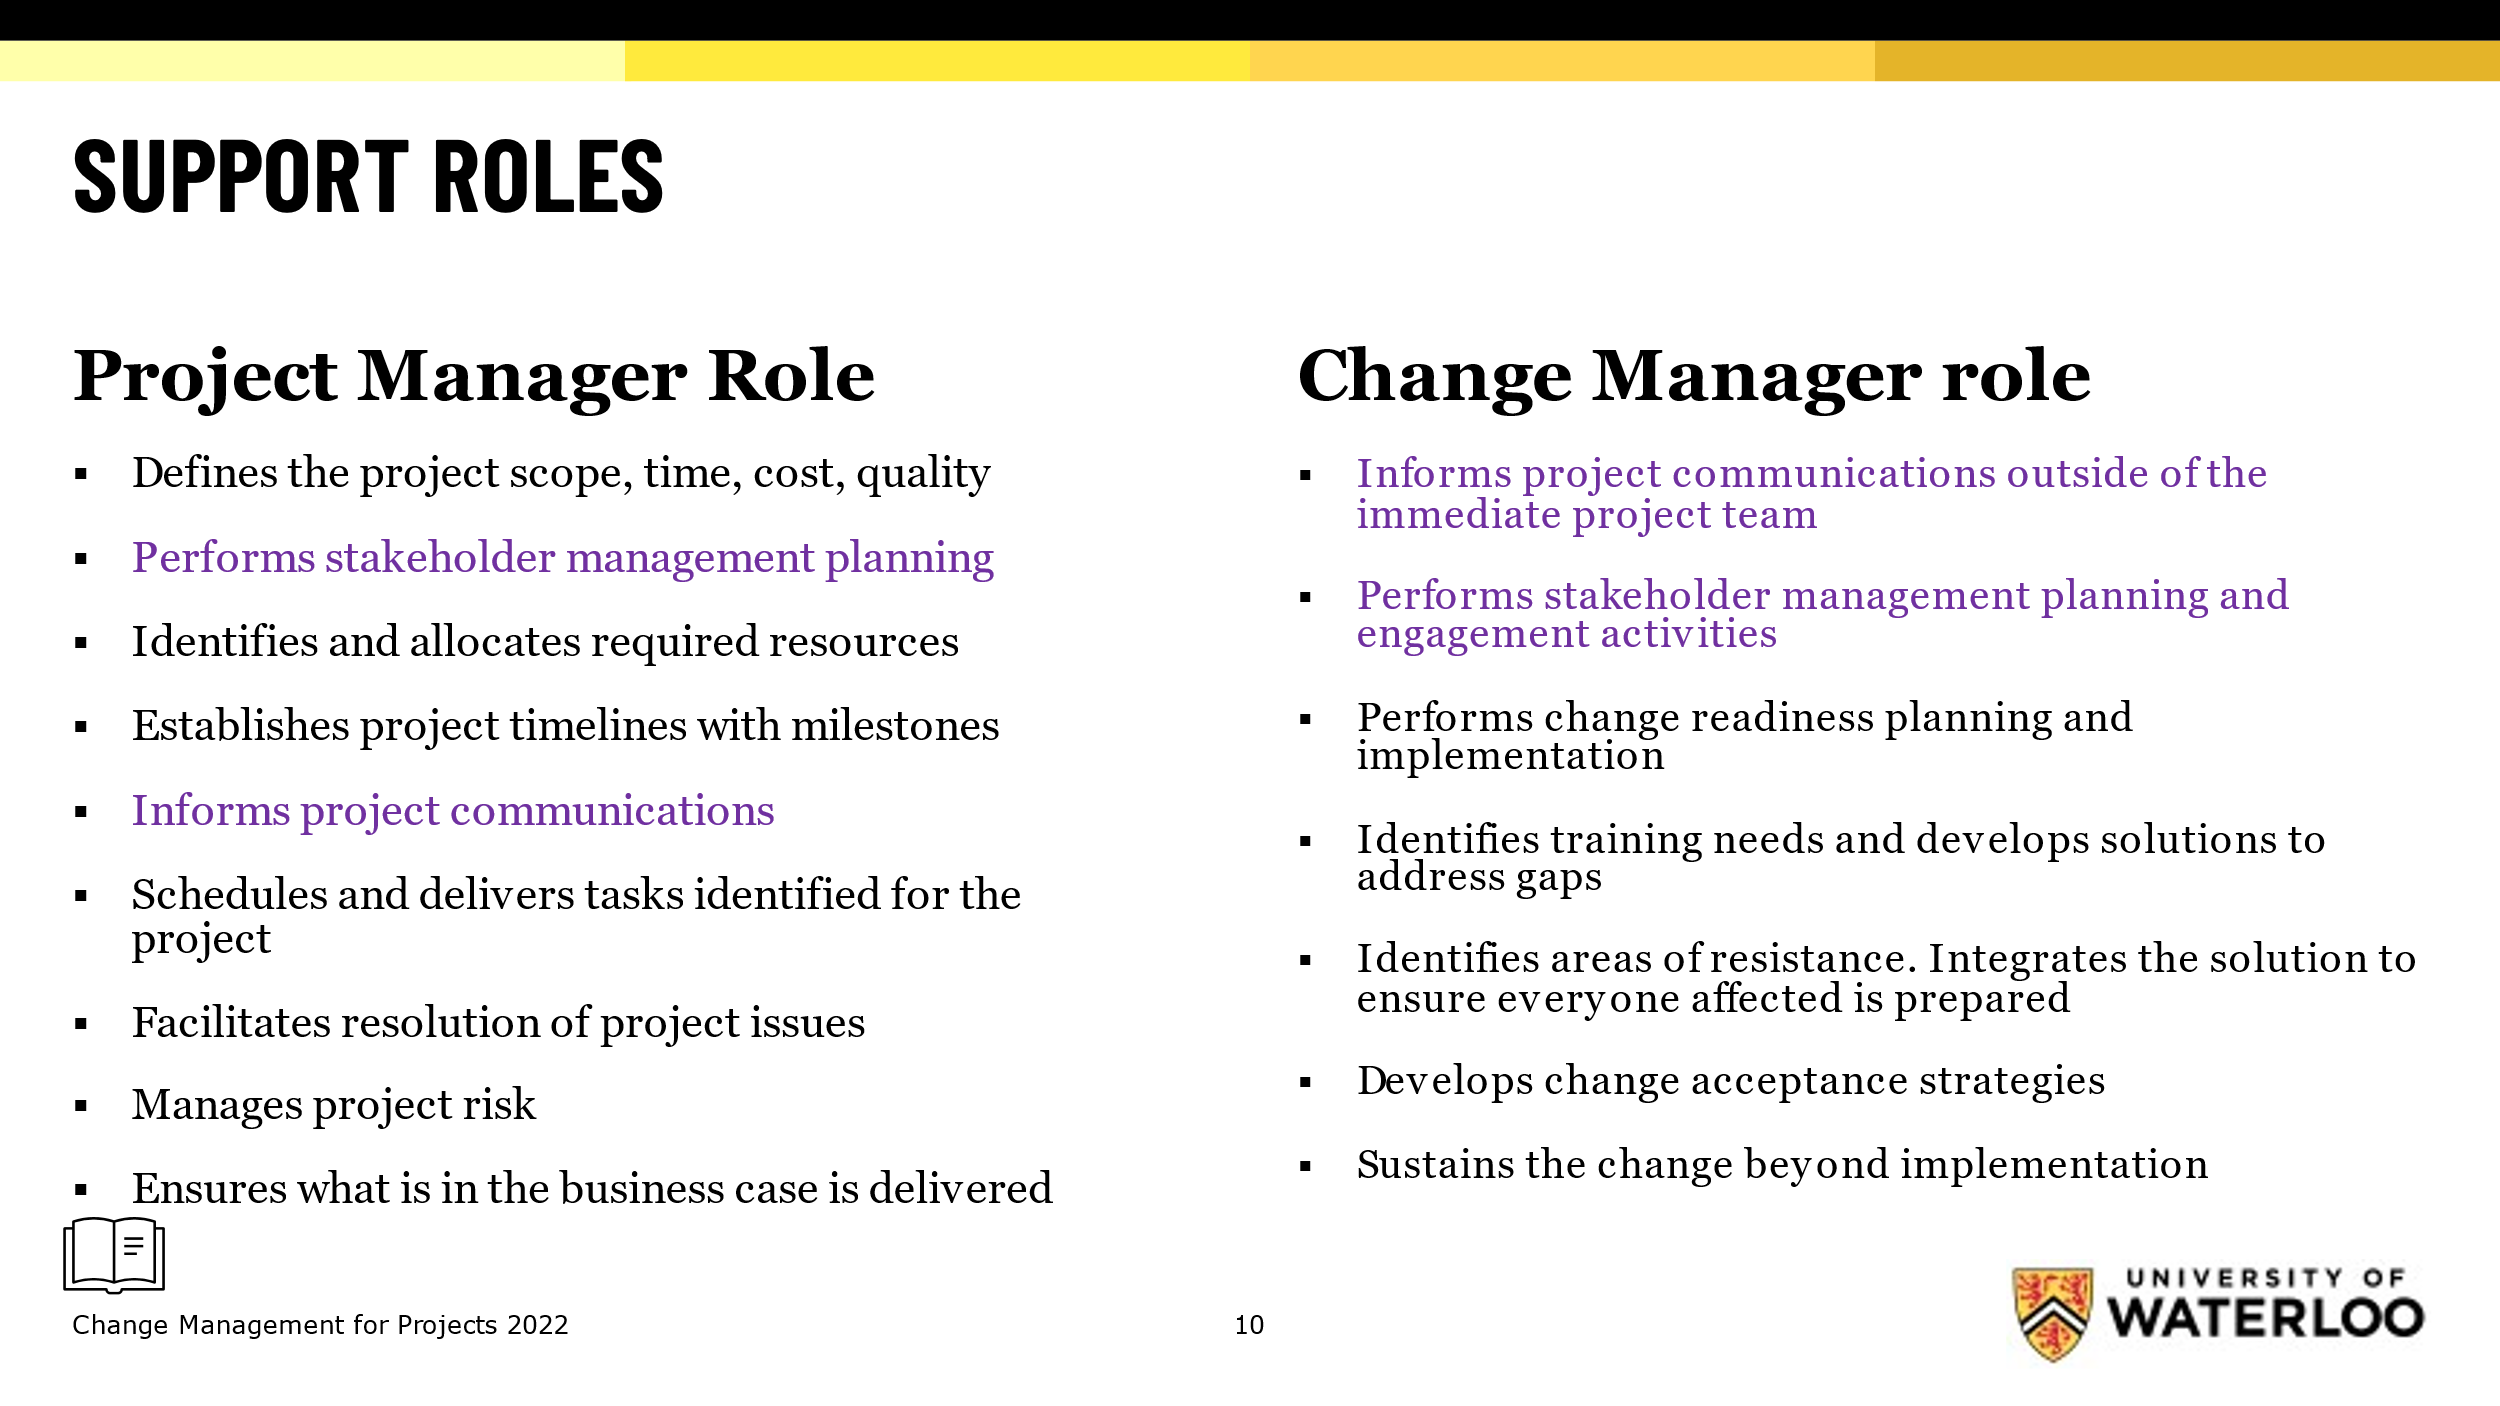 SUPPORT ROLES
Project Manager Role
▪ Defines the project scope, time, cost, quality
▪ Performs stakeholder management planning
▪ Identifies and allocates required resources
▪ Establishes project timelines with milestones
▪ Informs project communications
▪ Schedules and delivers tasks identified for the
project
▪ Facilitates resolution of project issues
▪ Manages project risk
▪ Ensures what is in the business case is delivered
Change Manager role
▪ Informs project communications outside of the
immediate project team
▪ Performs stakeholder management planning and
engagement activities
▪ Performs change readiness planning and
implementation
▪ Identifies training needs and develops solutions to
address gaps
▪ Identifies areas of resistance. Integrates the solution to
ensure everyone affected is prepared
▪ Develops change acceptance strategies
▪ Sustains the change beyond implementation
Change Management for Projects 2022
10
UNIVERSITY OF
WATERLOO